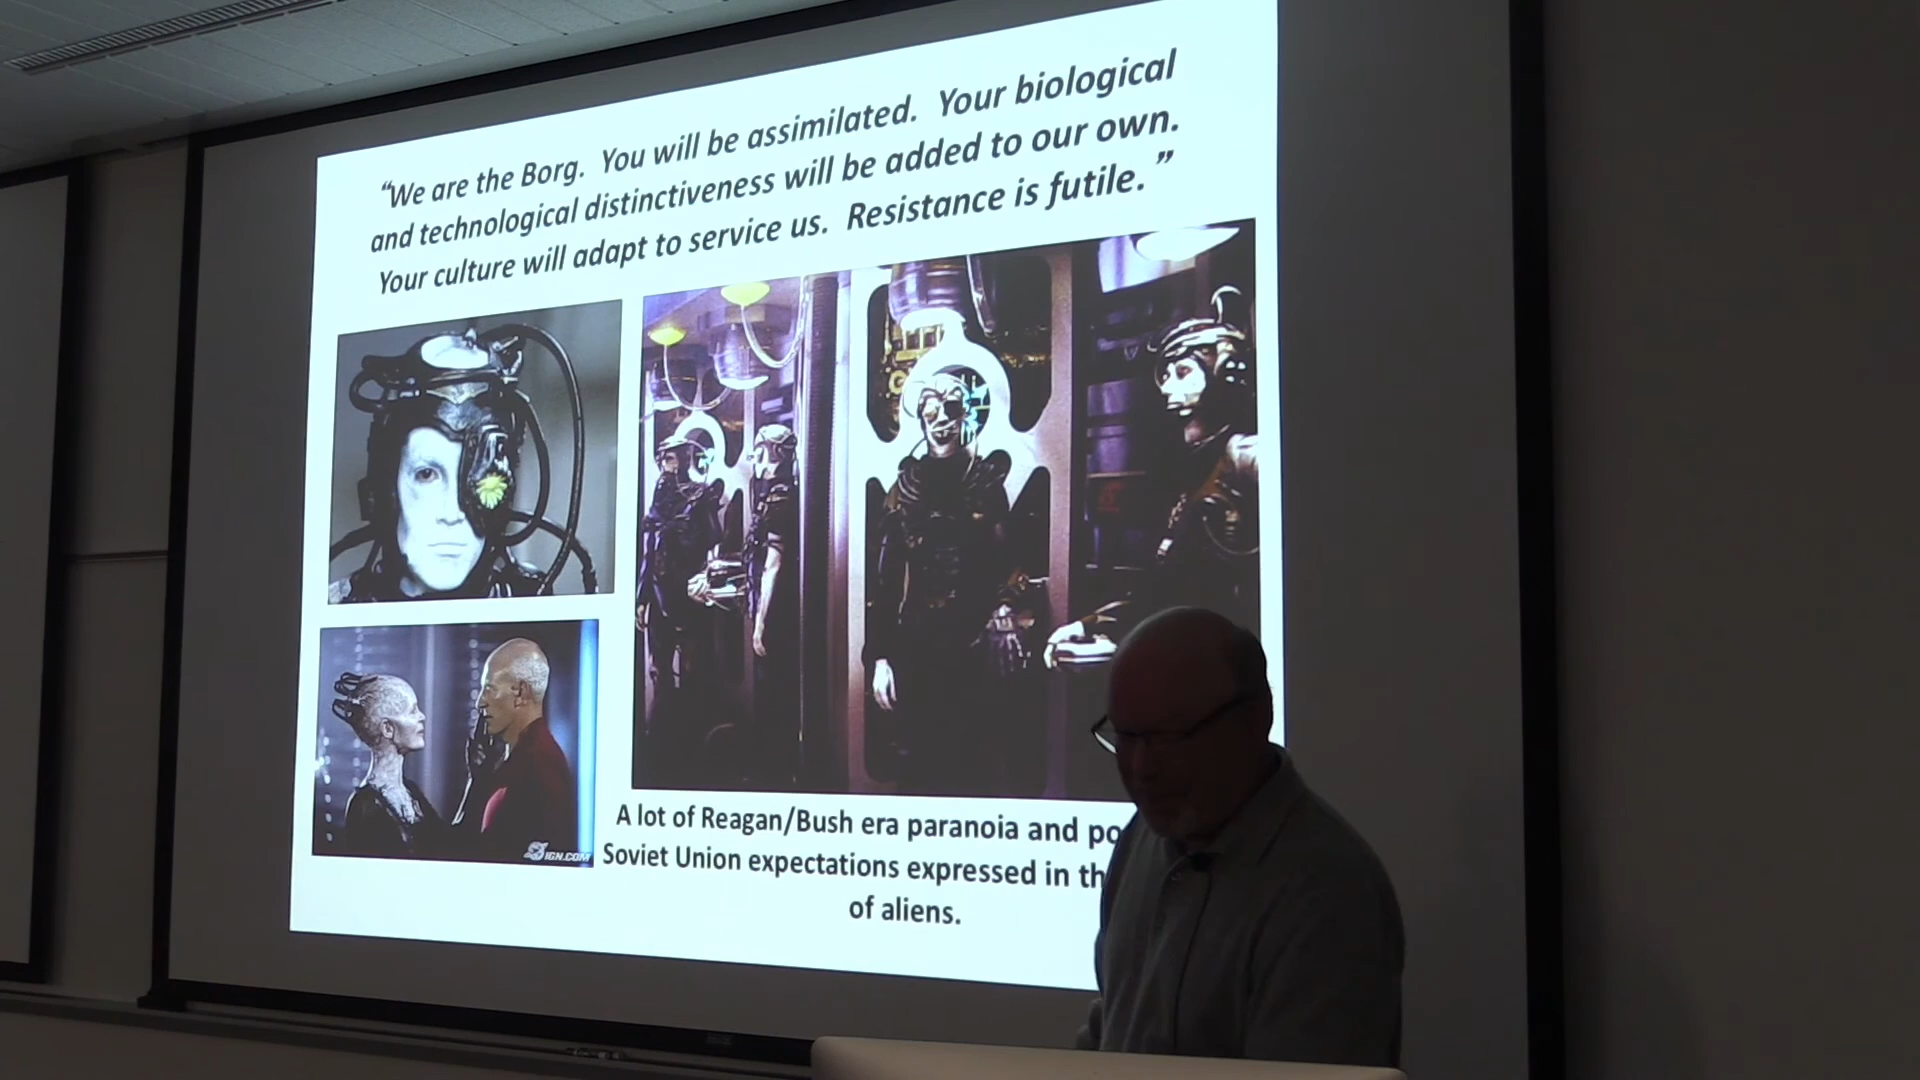 “We are the Borg. You will be assimilated. Your biological
and technological distinctiveness will be added to our own.
Your culture will adapt to service us. Resistance is futile.”
IGN.COM
A lot of Reagan/Bush era paranoia and
Soviet Union expectations expressed in
of aliens.